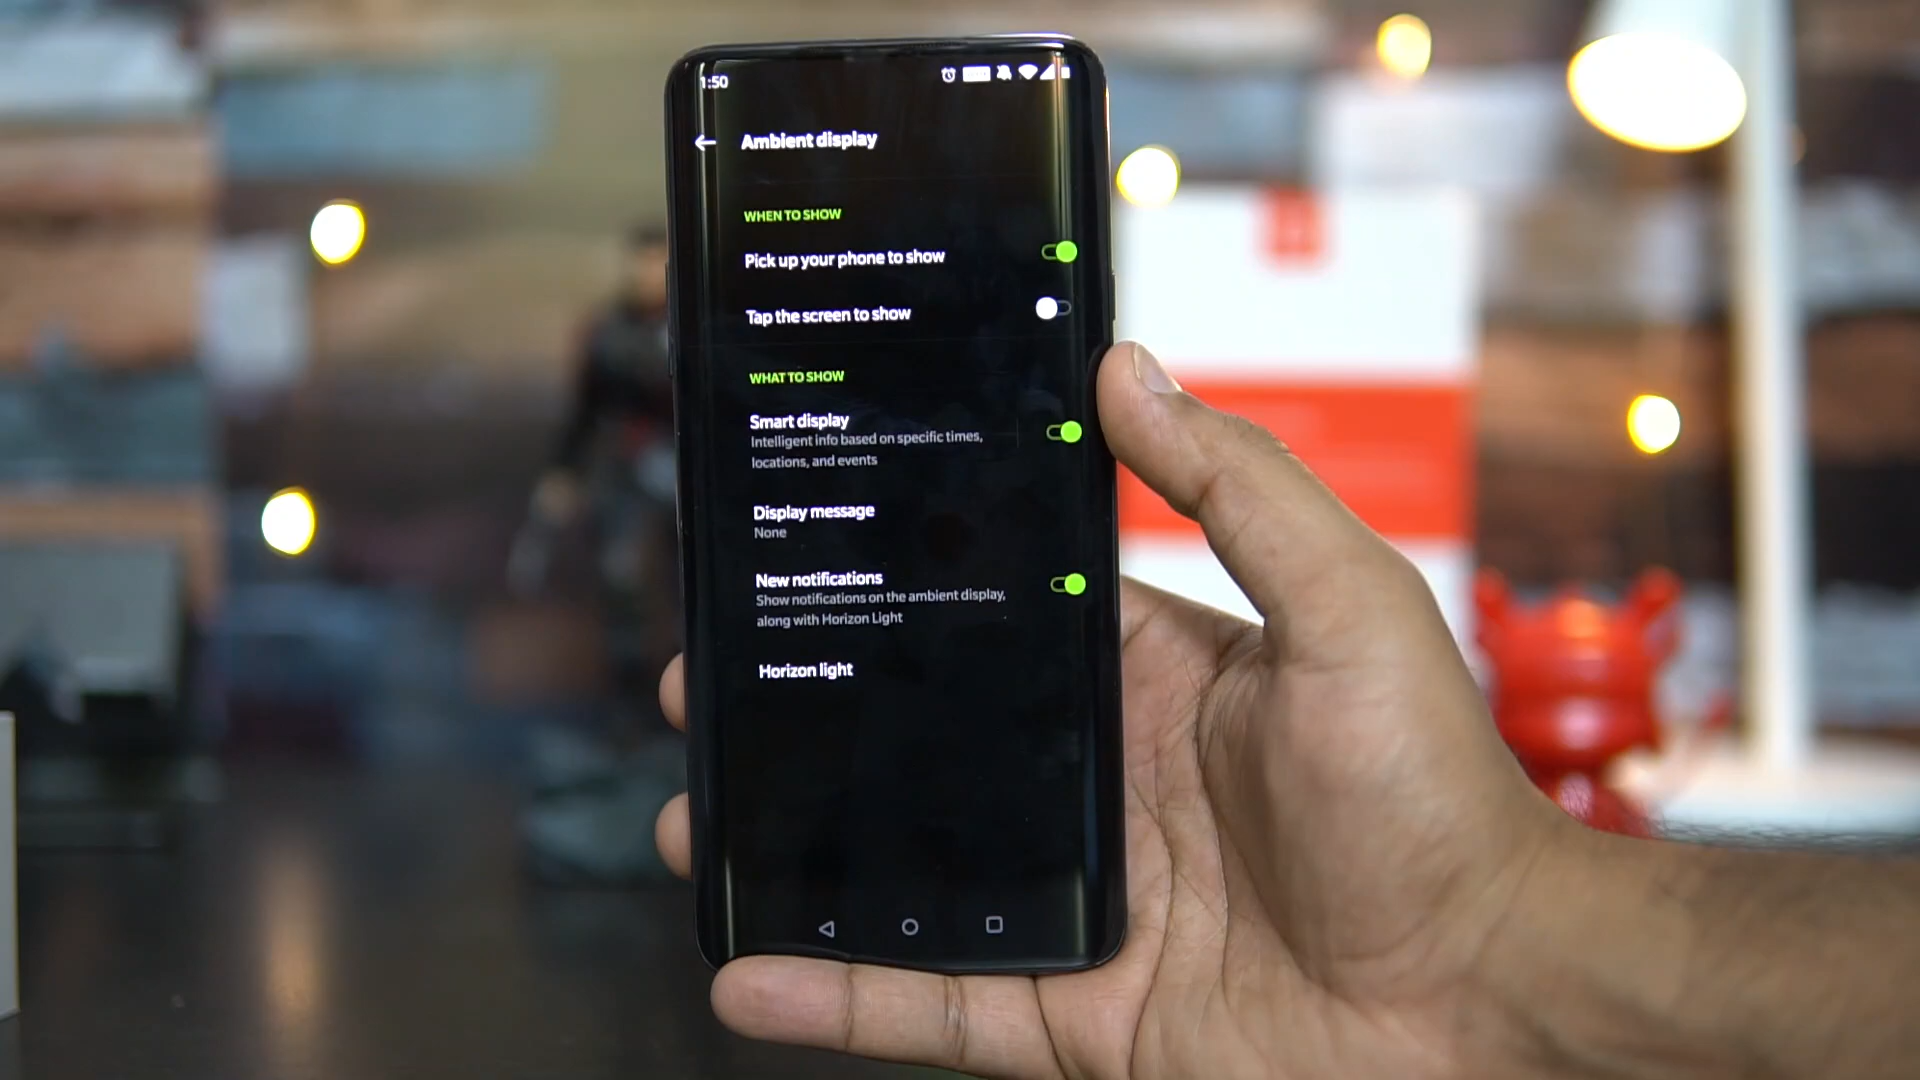 1:50
Ambient display
WHEN TO SHOW
Pick up your phone to show
Tap the screen to show
WHAT TO SHOW
Smart display
Intelligent info based on specific times,
locations, and events
Display message
None
New notifications
Show notifications on the ambient display,
along with Horizon Light
Horizon light